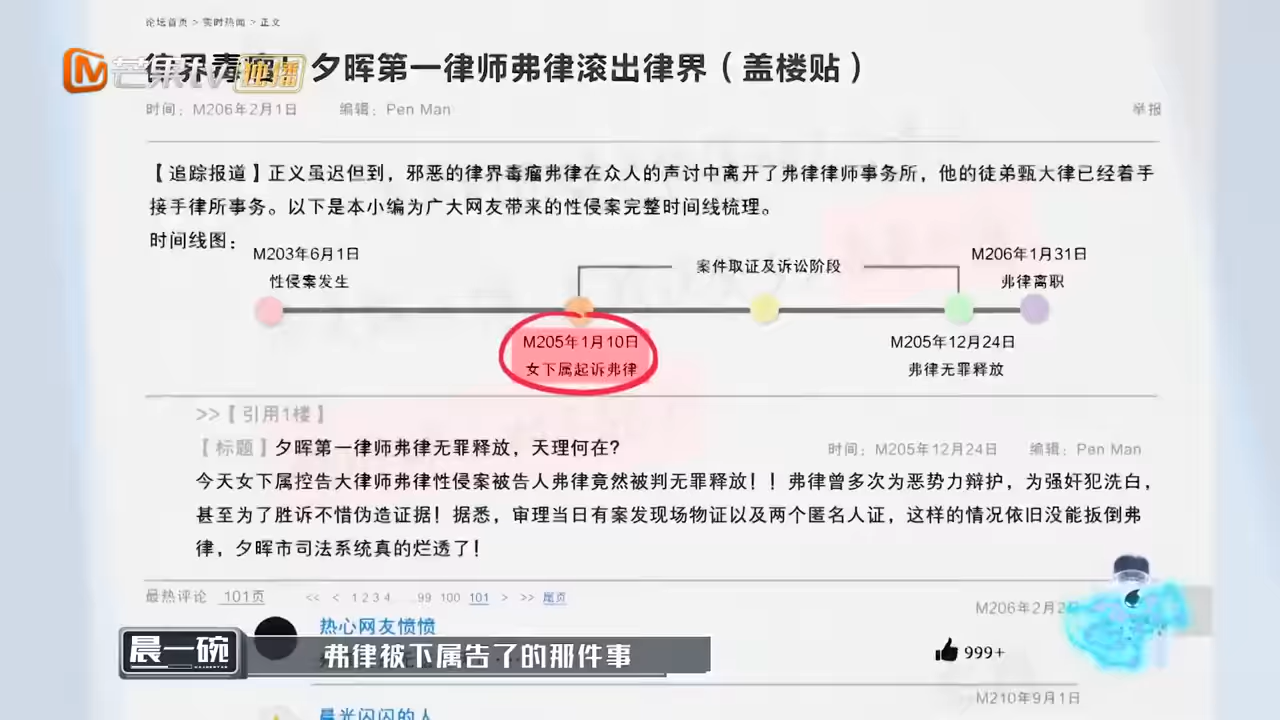 论坛首页 > 实时热闻 > 正文
律界毒瘤！夕晖第一律师弗律滚出律界（盖楼贴）
芒果tv 独播
时间：M206年2月1日 编辑：Pen Man 举报
【追踪报道】正义虽迟但到，邪恶的律界毒瘤弗律在众人的声讨中离开了弗律律师事务所，他的徒弟甄大律已经着手
接手律所事务。以下是本小编为广大网友带来的性侵案完整时间线梳理。
时间线图：
M203年6月1日
性侵案发生
案件取证及诉讼阶段
M206年1月31日
弗律离职
M205年1月10日
女下属起诉弗律
M205年12月24日
弗律无罪释放
>>【引用1楼】
【标题】夕晖第一律师弗律无罪释放，天理何在？ 时间：M205年12月24日 编辑：Pen Man
今天女下属控告大律师弗律性侵案被告人弗律竟然被判无罪释放！！弗律曾多次为恶势力辩护，为强奸犯洗白，
甚至为了胜诉不惜伪造证据！据悉，审理当日有案发现场物证以及两个匿名人证，这样的情况依旧没能扳倒弗
律，夕晖市司法系统真的烂透了！
最热评论 101页 << < 1 2 3 4 ... 99 100 101 > >> 尾页
M206年2月2日
热心网友愤愤
晨一碗
弗律被下属告了的那件事
999+
M210年9月1日
晨光闪闪的人